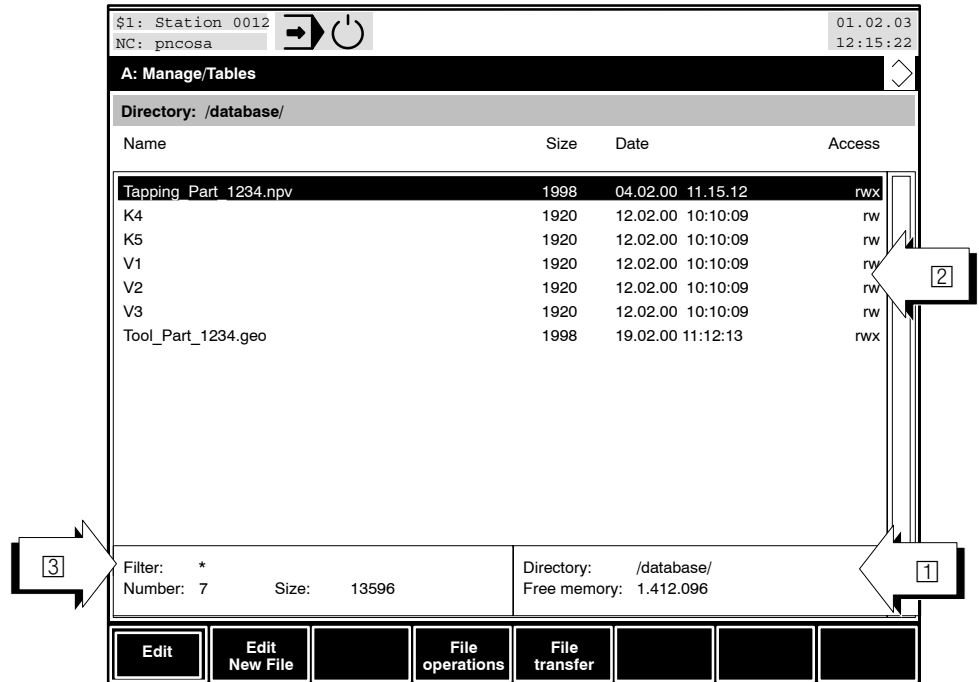 $1: Station 0012
NC: pncosa
01.02.03
12:15:22
A: Manage/Tables
Directory: /database/
Name Size Date Access
Tapping_Part_1234.npv 1998 04.02.00 11.15.12 rwx
K4 1920 12.02.00 10:10:09 rw
K5 1920 12.02.00 10:10:09 rw
V1 1920 12.02.00 10:10:09 rw
V2 1920 12.02.00 10:10:09 rw
V3 1920 12.02.00 10:10:09 rw
Tool_Part_1234.geo 1998 19.02.00 11:12:13 rwx
2
3
Filter: *
Number: 7 Size: 13596
Directory: /database/
Free memory: 1.412.096
1
Edit
Edit
New File
File
operations
File
transfer